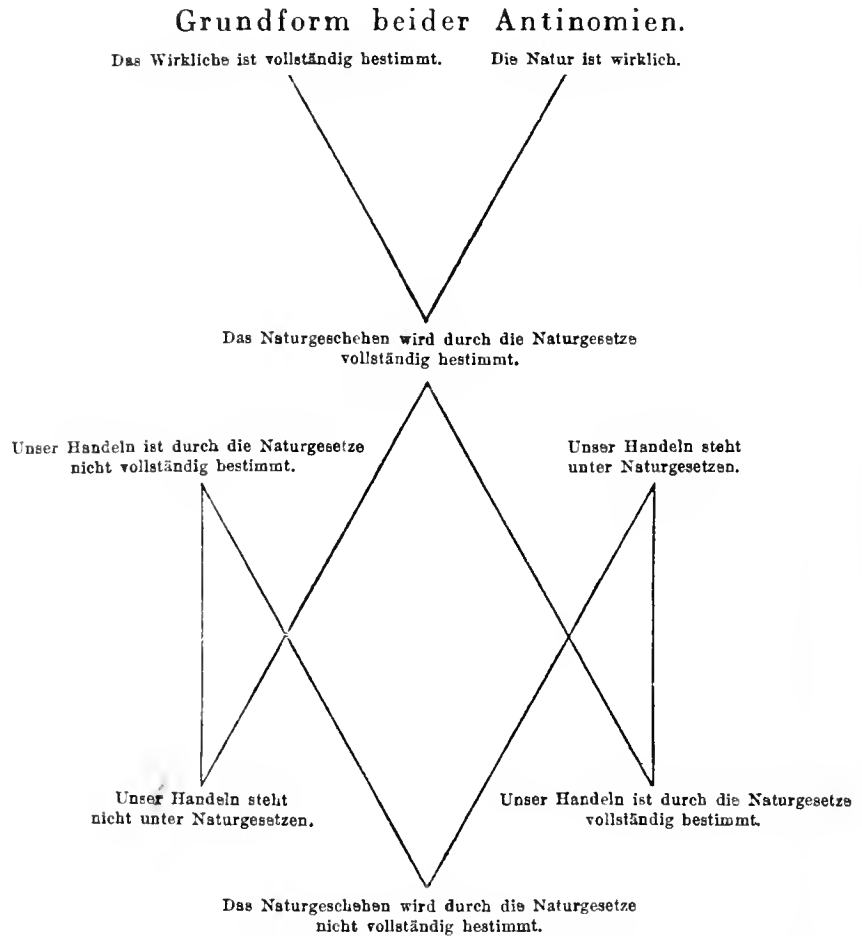 Grundform beider Antinomien.
Das Wirkliche ist vollständig bestimmt.
Die Natur ist wirklich.
Das Naturgeschehen wird durch die Naturgesetze
vollständig bestimmt.
Unser Handeln ist durch die Naturgesetze
nicht vollständig bestimmt.
Unser Handeln steht
unter Naturgesetzen.
Unser Handeln steht
nicht unter Naturgesetzen.
Unser Handeln ist durch die Naturgesetze
vollständig bestimmt.
Das Naturgeschehen wird durch die Naturgesetze
nicht vollständig bestimmt.